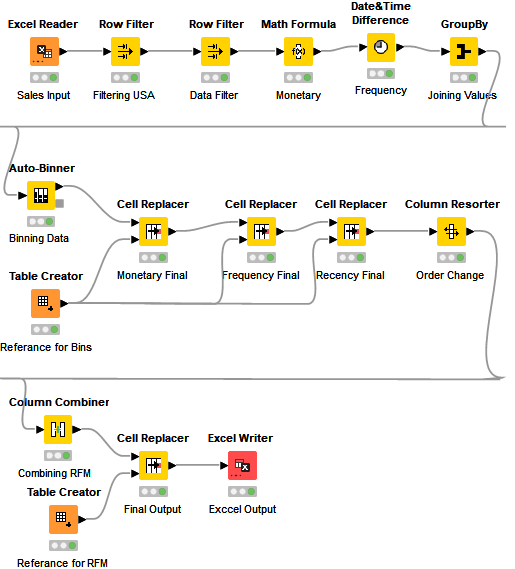 Date&Time
Excel Reader Row Filter Row Filter Math Formula Difference GroupBy
Sales Input Filtering USA Data Filter Monetary Frequency Joining Values
Auto-Binner
Cell Replacer Cell Replacer Cell Replacer Column Resorter
Binning Data
Monetary Final Frequency Final Recency Final Order Change
Table Creator
Referance for Bins
Column Combiner
Cell Replacer Excel Writer
Combining RFM
Table Creator
Final Output Exccel Output
Referance for RFM